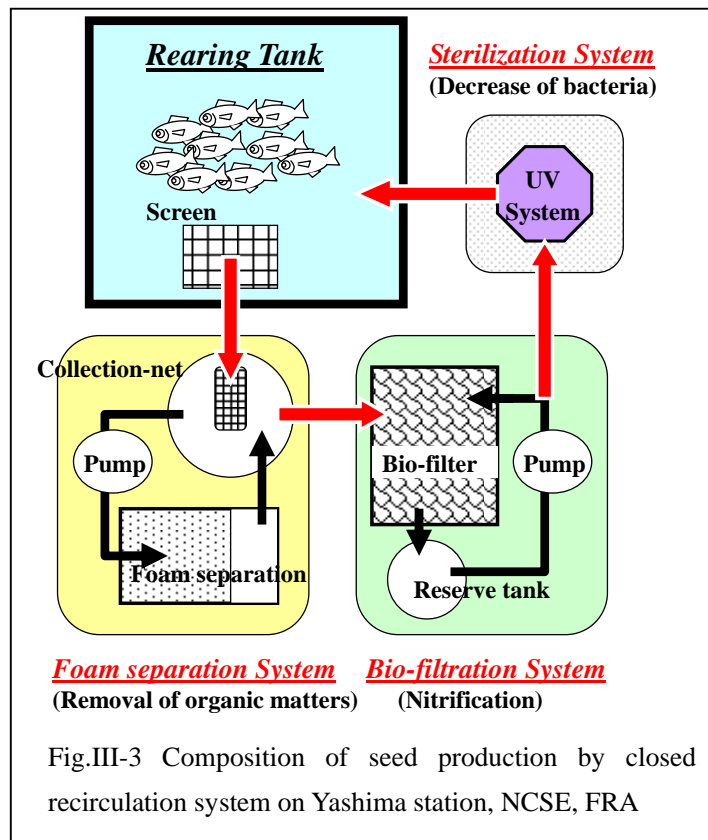 Rearing Tank
Sterilization System
(Decrease of bacteria)
UV
System
Screen
Collection-net
Pump
Foam separation
Bio-filter
Pump
Reserve tank
Foam separation System
(Removal of organic matters)
Bio-filtration System
(Nitrification)
Fig.III-3 Composition of seed production by closed
recirculation system on Yashima station, NCSE, FRA